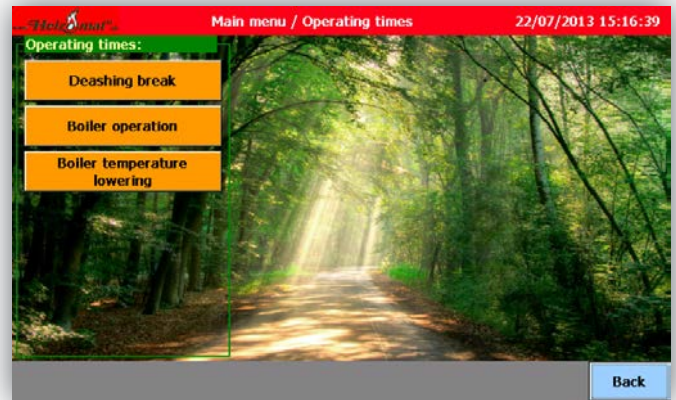 Holzomat
Main menu / Operating times
22/07/2013 15:16:39
Operating times:
Deashing break
Boiler operation
Boiler temperature
lowering
Back